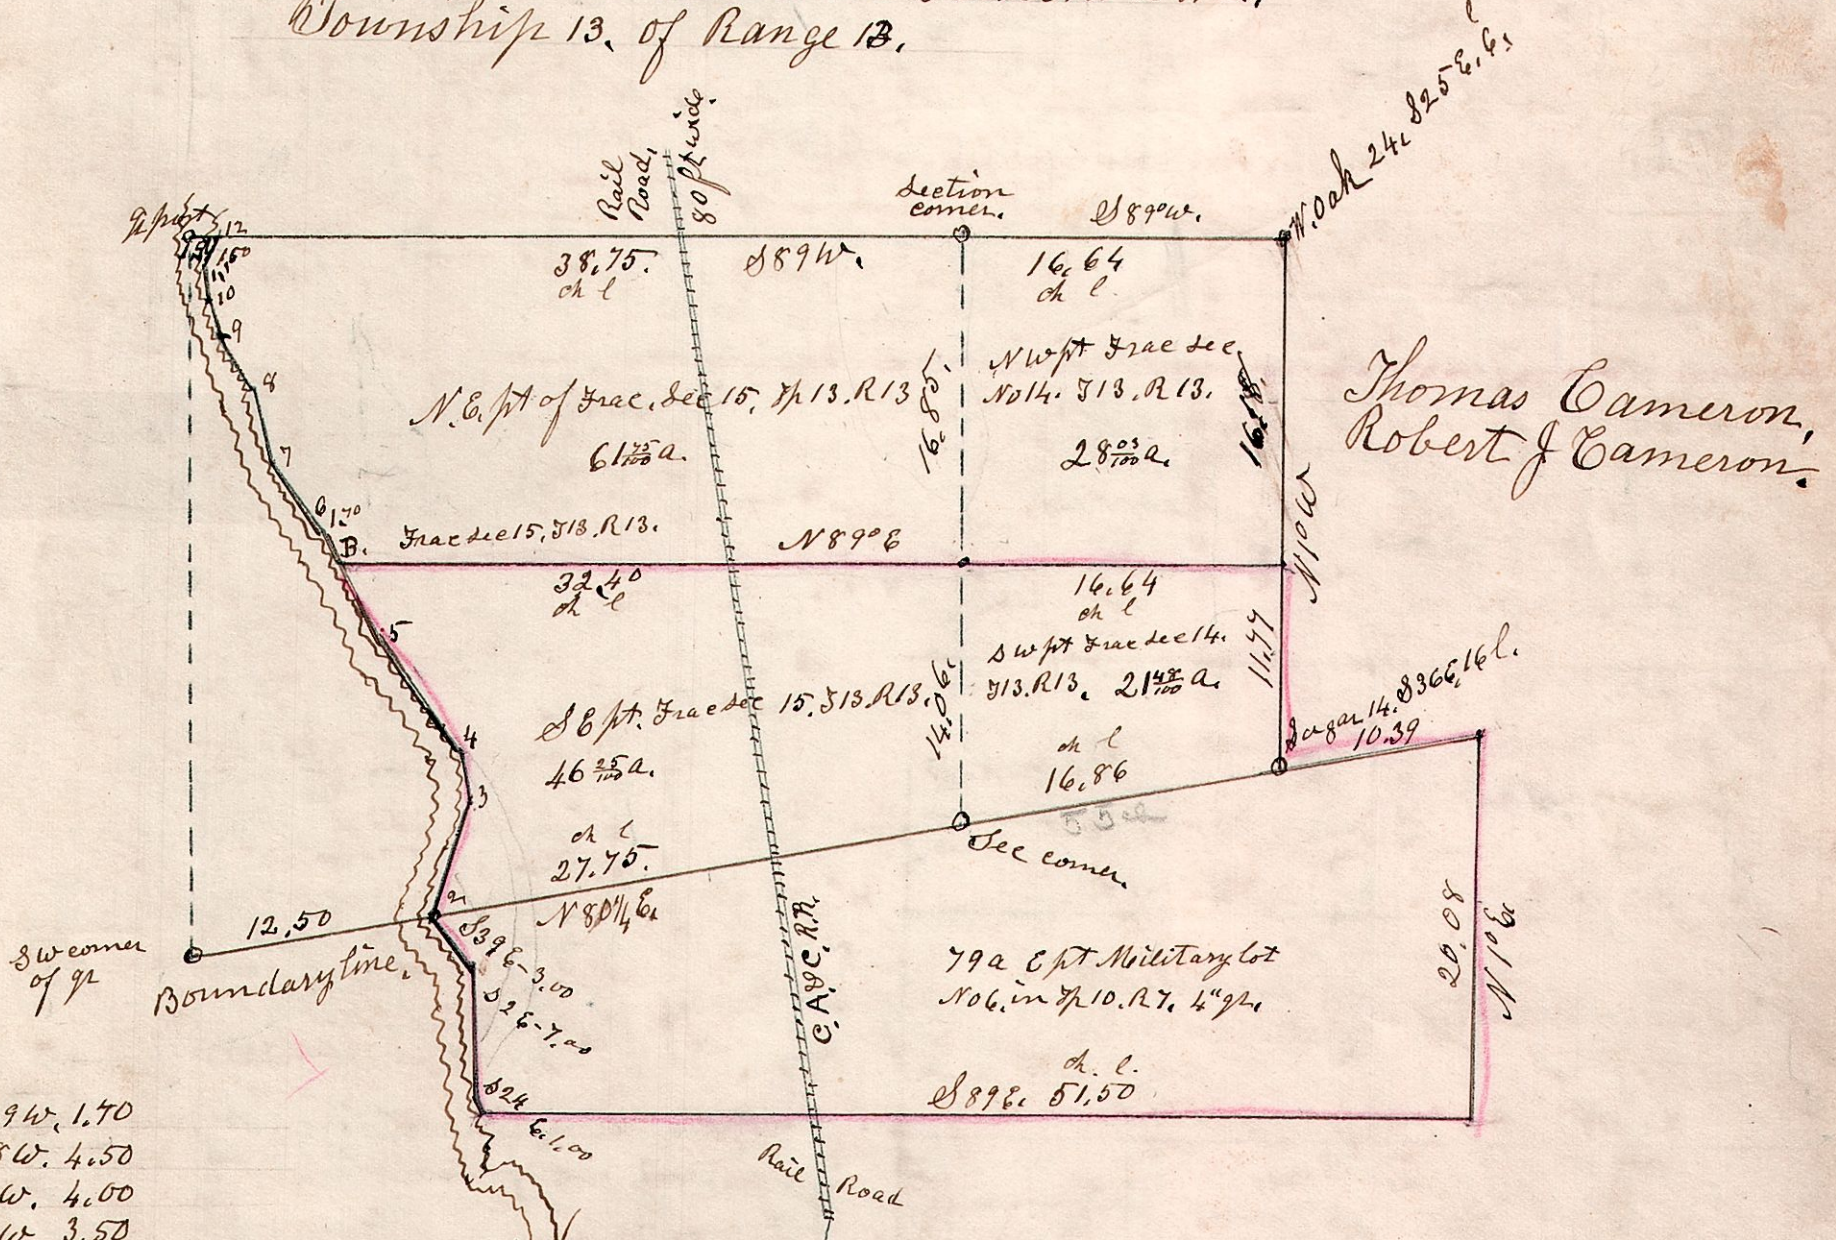 Township 13. of Range 13.
Rail
Road.
80 ft wide.
qr post
Section
corner.
S 89° W.
W. Oak 24. S 25 E. 6.
12
1,50
11
10
9
8
7
6
1,70
B.
5
4
3
2
38,75.
ch l
S 89 W.
16,64
ch l
N.E. pt of Frac. Sec 15. Tp 13. R 13
61 75/100 a.
16.85.
N W pt Frac Sec.
No 14. T 13. R. 13.
28 03/100 a.
N 1° W
Thomas Cameron,
Robert J Cameron.
Frac Sec 15. T 13. R 13.
N 89° E
32.40
ch l
16,64
ch l
S E pt. Frac Sec 15. T 13. R 13.
46 25/100 a.
14.06.
S W pt Frac Sec 14.
T 13. R 13. 21 48/100 a.
11.77
ch l
16,86
Sugar 14. S 36 E, 16 l.
10.39
ch l
27.75.
N 80 1/4 E.
Sec corner.
12,50
S W corner
of qr
Boundary line.
S 39 E - 3.00
S 2 E - 7.00
S 24
E. 1.00
C. A. & C. R.R.
79 a E pt Military lot
No 6. in Tp 10. R 7. 4" qr.
20.08
N 1° E
ch. l.
S 89 E. 51,50
Rail Road
9 W. 1.70
W. 4.50
W. 4.00
W 3.50